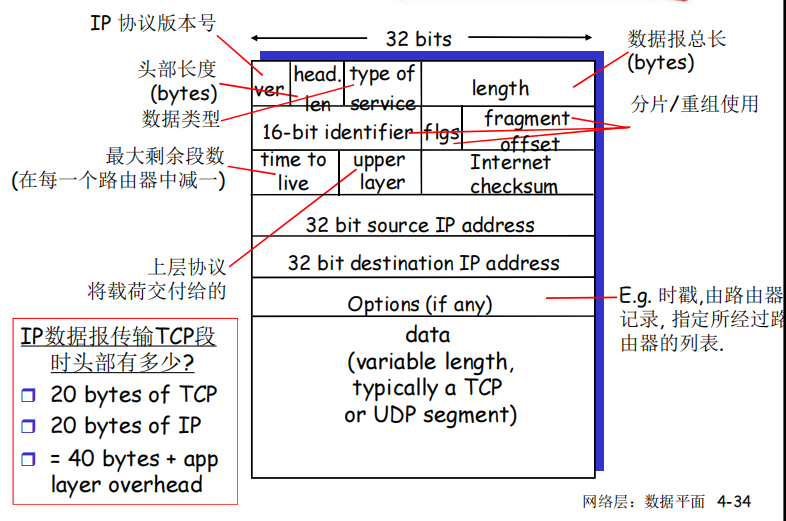 IP 协议版本号
头部长度
(bytes)
数据类型
最大剩余段数
(在每一个路由器中减一)
上层协议
将载荷交付给的
32 bits
ver
head.
len
type of
service
length
16-bit identifier
flgs
fragment
offset
time to
live
upper
layer
Internet
checksum
32 bit source IP address
32 bit destination IP address
Options (if any)
data
(variable length,
typically a TCP
or UDP segment)
数据报总长
(bytes)
分片/重组使用
E.g. 时戳,由路由器
记录, 指定所经过路
由器的列表.
IP数据报传输TCP段
时头部有多少?
20 bytes of TCP
20 bytes of IP
= 40 bytes + app
layer overhead
网络层：数据平面 4-34